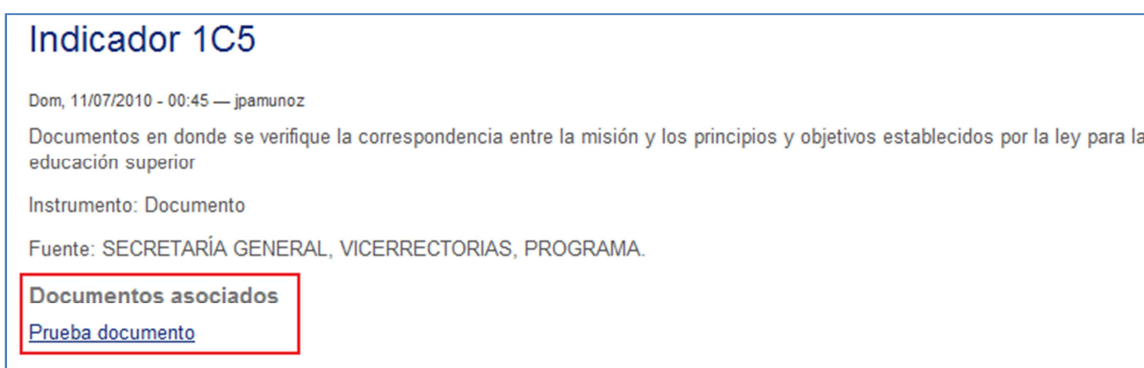 Indicador 1C5
Dom, 11/07/2010 - 00:45 — jpamunoz
Documentos en donde se verifique la correspondencia entre la misión y los principios y objetivos establecidos por la ley para la
educación superior
Instrumento: Documento
Fuente: SECRETARÍA GENERAL, VICERRECTORIAS, PROGRAMA.
Documentos asociados
Prueba documento